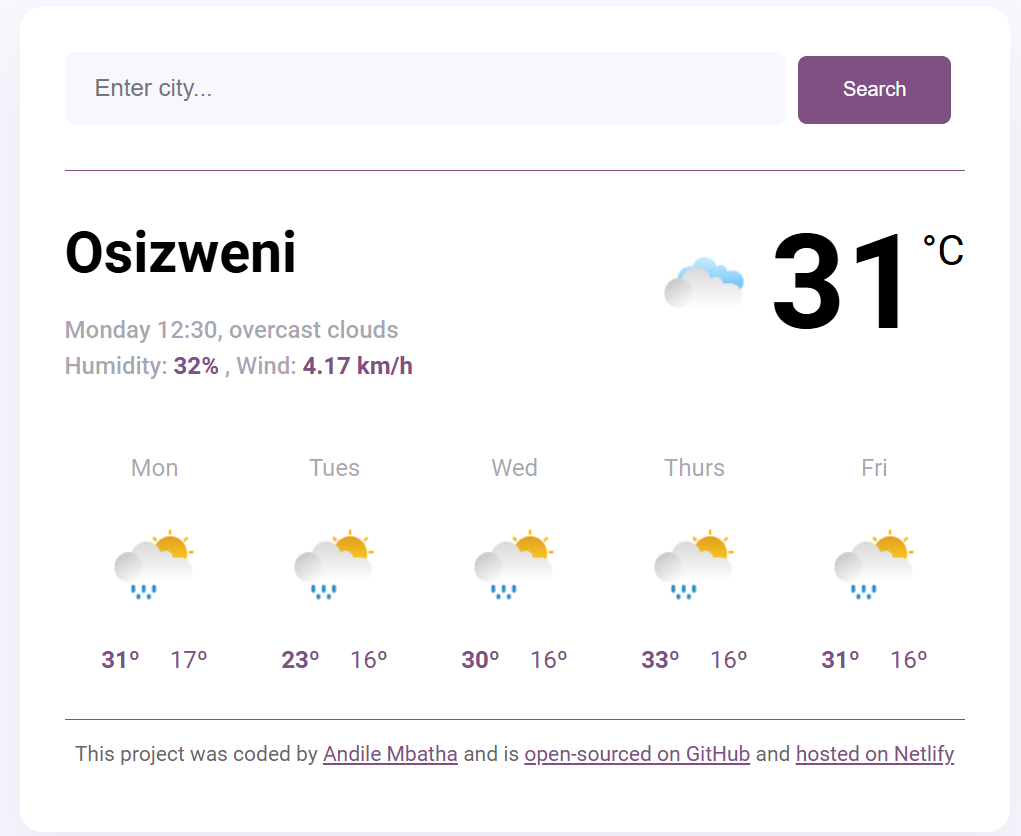 Enter city... Search
Osizweni 31 °C
Monday 12:30, overcast clouds
Humidity: 32% , Wind: 4.17 km/h
Mon Tues Wed Thurs Fri
31º 17º 23º 16º 30º 16º 33º 16º 31º 16º
This project was coded by Andile Mbatha and is open-sourced on GitHub and hosted on Netlify